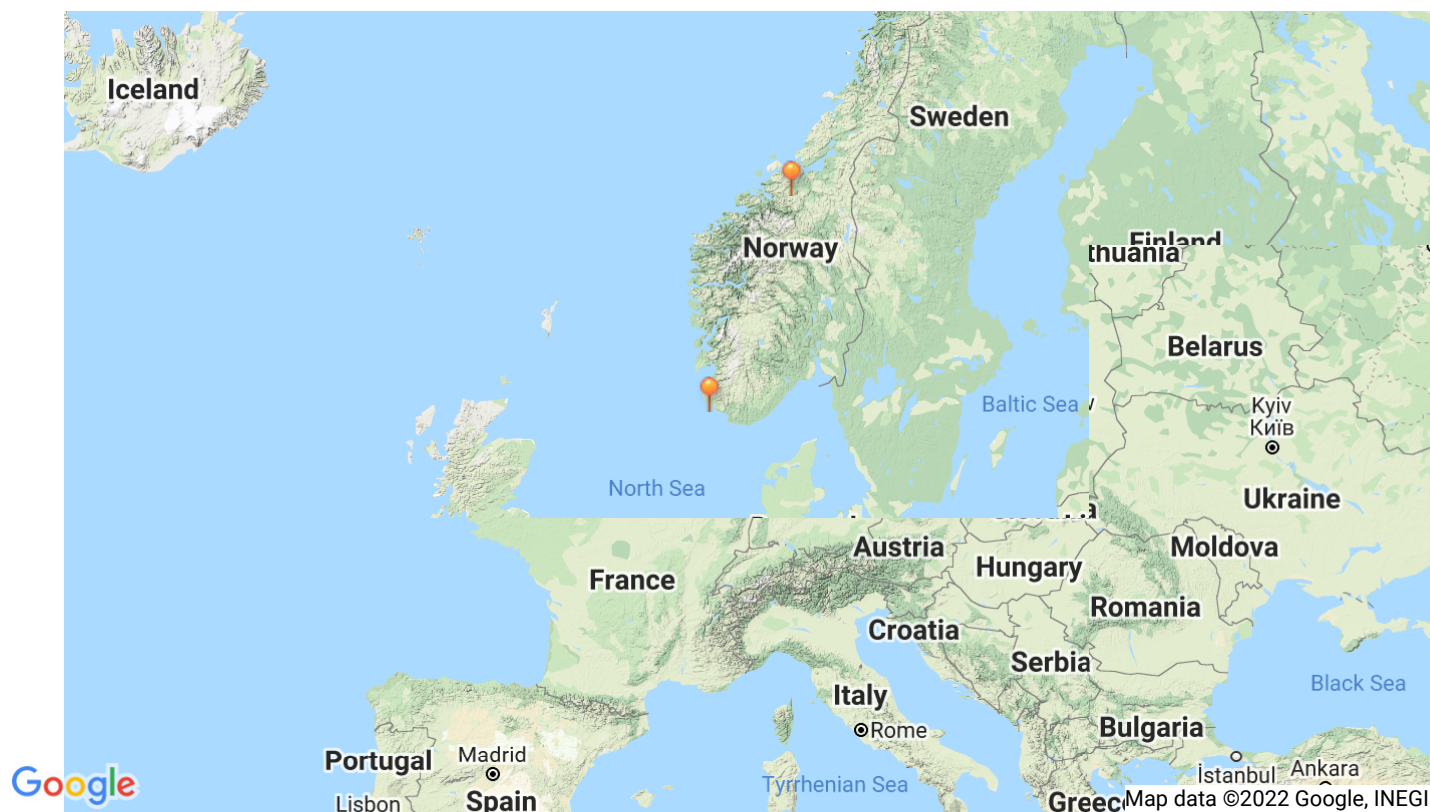 Iceland
Sweden
Norway
Finland
thuania
Belarus
Baltic Sea
Kyiv
Київ
North Sea
Ukraine
Austria
Moldova
France
Hungary
Romania
Croatia
Serbia
Black Sea
Italy
Rome
Bulgaria
Portugal
Madrid
İstanbul
Ankara
Tyrrhenian Sea
Google
Lisbon
Spain
Greec
Map data ©2022 Google, INEGI